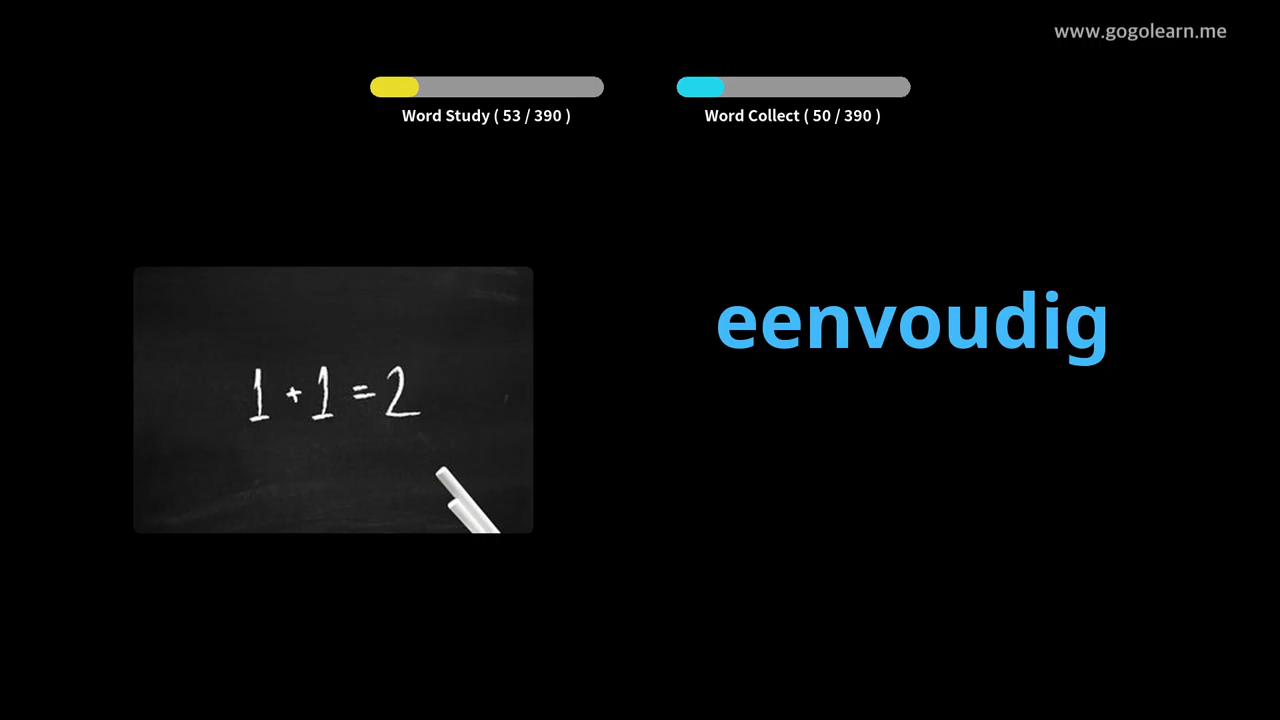 www.gogolearn.me
Word Study ( 53 / 390 )
Word Collect ( 50 / 390 )
eenvoudig
1 + 1 = 2